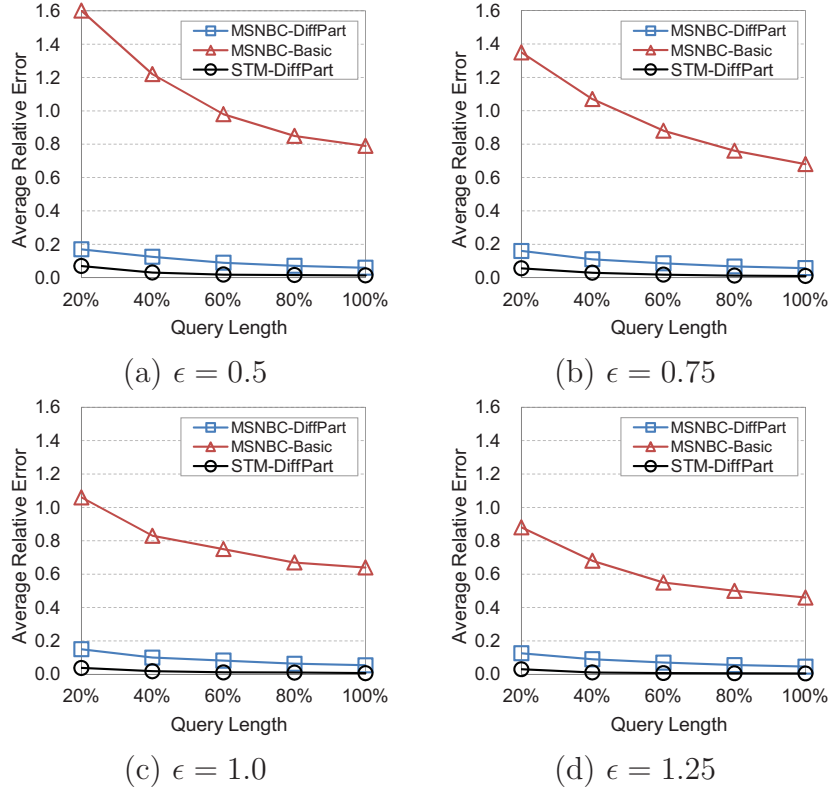 1.6
1.4
1.2
1.0
0.8
0.6
0.4
0.2
0.0
Average Relative Error
MSNBC-DiffPart
MSNBC-Basic
STM-DiffPart
20% 40% 60% 80% 100%
Query Length
(a) ϵ = 0.5
1.6
1.4
1.2
1.0
0.8
0.6
0.4
0.2
0.0
Average Relative Error
MSNBC-DiffPart
MSNBC-Basic
STM-DiffPart
20% 40% 60% 80% 100%
Query Length
(b) ϵ = 0.75
1.6
1.4
1.2
1.0
0.8
0.6
0.4
0.2
0.0
Average Relative Error
MSNBC-DiffPart
MSNBC-Basic
STM-DiffPart
20% 40% 60% 80% 100%
Query Length
(c) ϵ = 1.0
1.6
1.4
1.2
1.0
0.8
0.6
0.4
0.2
0.0
Average Relative Error
MSNBC-DiffPart
MSNBC-Basic
STM-DiffPart
20% 40% 60% 80% 100%
Query Length
(d) ϵ = 1.25